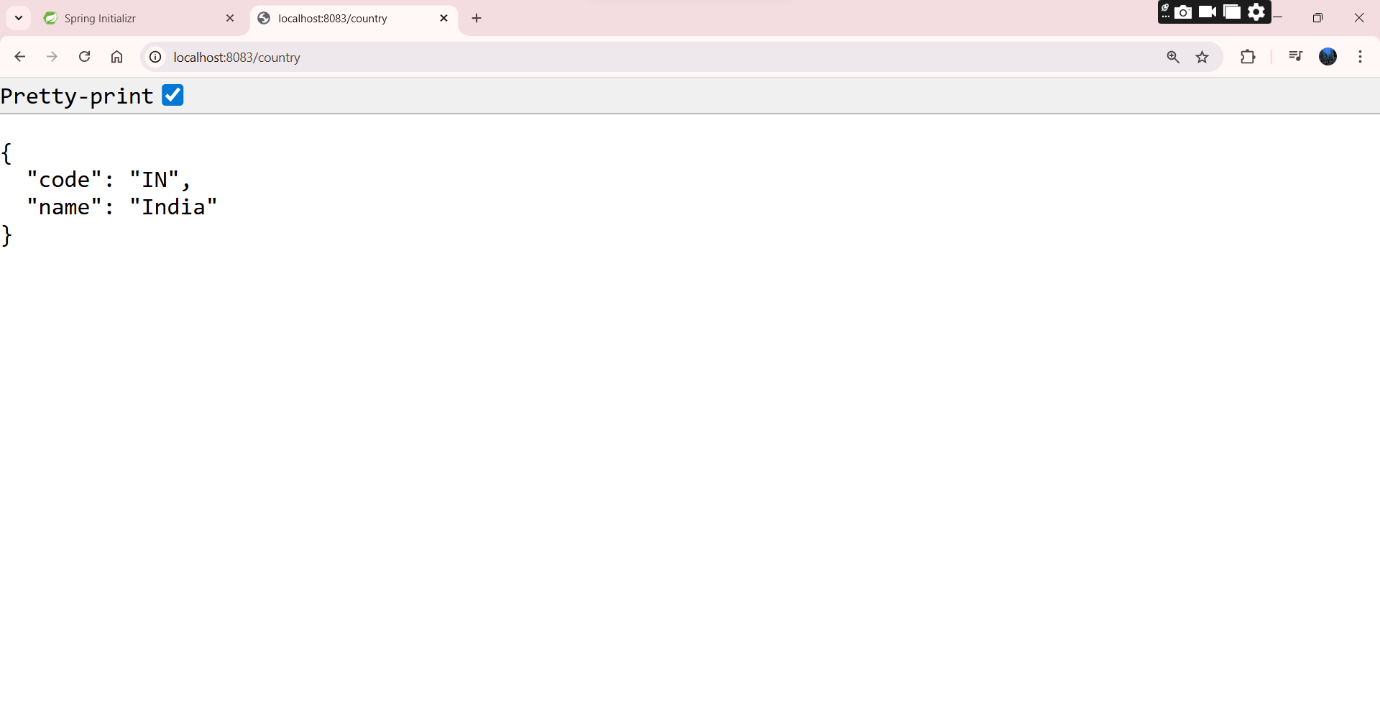 Spring Initializr
localhost:8083/country
localhost:8083/country
Pretty-print
{
  "code": "IN",
  "name": "India"
}